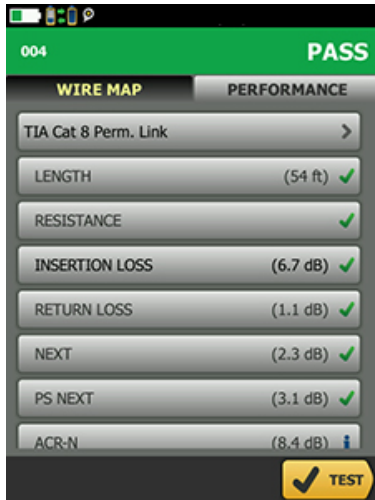 004 PASS
WIRE MAP PERFORMANCE
TIA Cat 8 Perm. Link
LENGTH (54 ft)
RESISTANCE
INSERTION LOSS (6.7 dB)
RETURN LOSS (1.1 dB)
NEXT (2.3 dB)
PS NEXT (3.1 dB)
ACR-N (8.4 dB) i
TEST